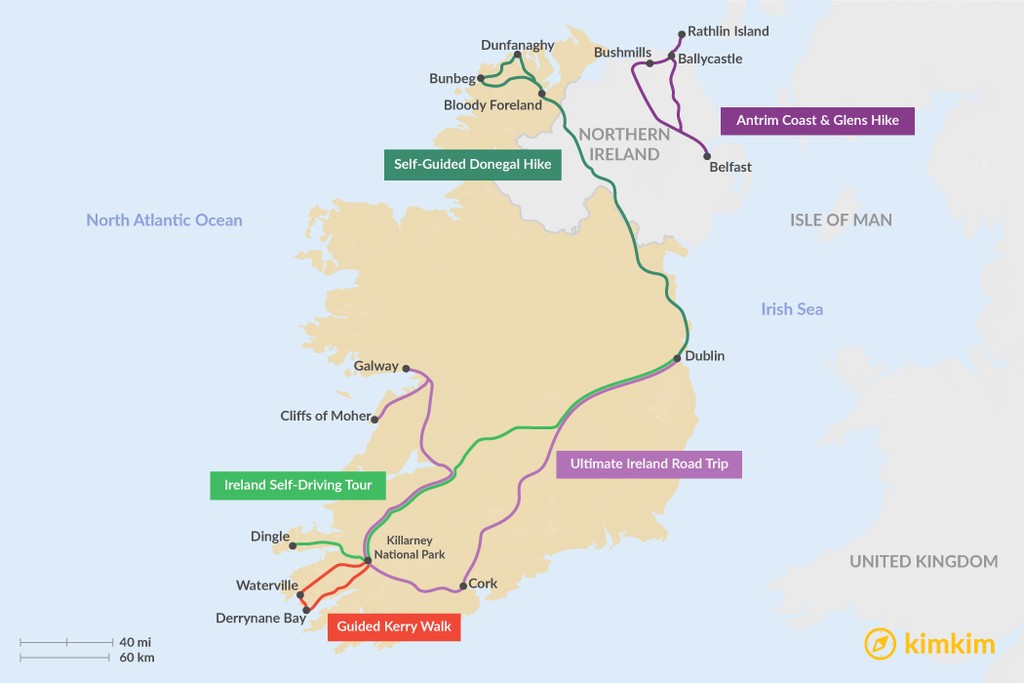 Rathlin Island
Dunfanaghy
Bushmills
Ballycastle
Bunbeg
Bloody Foreland
Antrim Coast & Glens Hike
NORTHERN
IRELAND
Self-Guided Donegal Hike
Belfast
North Atlantic Ocean
ISLE OF MAN
Irish Sea
Dublin
Galway
Cliffs of Moher
Ultimate Ireland Road Trip
Ireland Self-Driving Tour
Dingle
Killarney
National Park
UNITED KINGDOM
Waterville
Cork
Derrynane Bay
Guided Kerry Walk
40 mi
60 km
kimkim